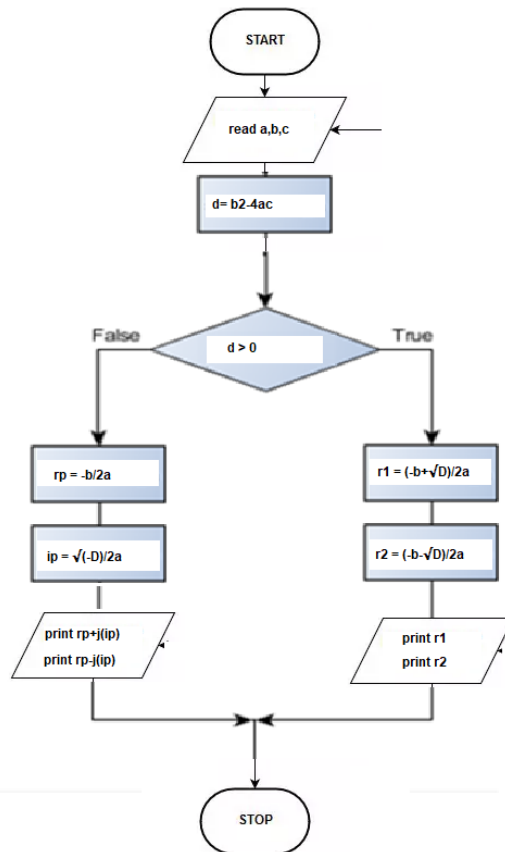 START
read a,b,c
d= b2-4ac
d > 0
False
True
rp = -b/2a
ip = √(-D)/2a
print rp+j(ip)
print rp-j(ip)
r1 = (-b+√D)/2a
r2 = (-b-√D)/2a
print r1
print r2
STOP